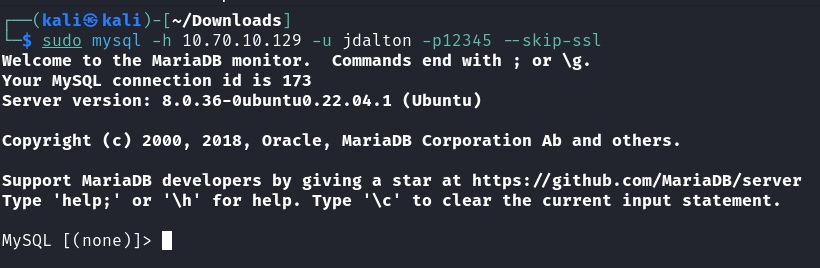 ┌──(kali㉿kali)-[~/Downloads]
└─$ sudo mysql -h 10.70.10.129 -u jdalton -p12345 --skip-ssl
Welcome to the MariaDB monitor.  Commands end with ; or \g.
Your MySQL connection id is 173
Server version: 8.0.36-0ubuntu0.22.04.1 (Ubuntu)
Copyright (c) 2000, 2018, Oracle, MariaDB Corporation Ab and others.
Support MariaDB developers by giving a star at https://github.com/MariaDB/server
Type 'help;' or '\h' for help. Type '\c' to clear the current input statement.
MySQL [(none)]>